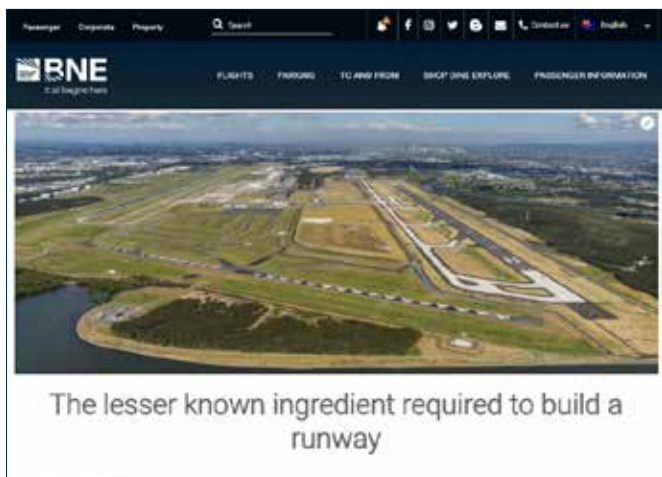 Passenger Corporate Property Search Contact us English
BNE
It all begins here
FLIGHTS PARKING TO AND FROM SHOP DINE EXPLORE PASSENGER INFORMATION
The lesser known ingredient required to build a
runway